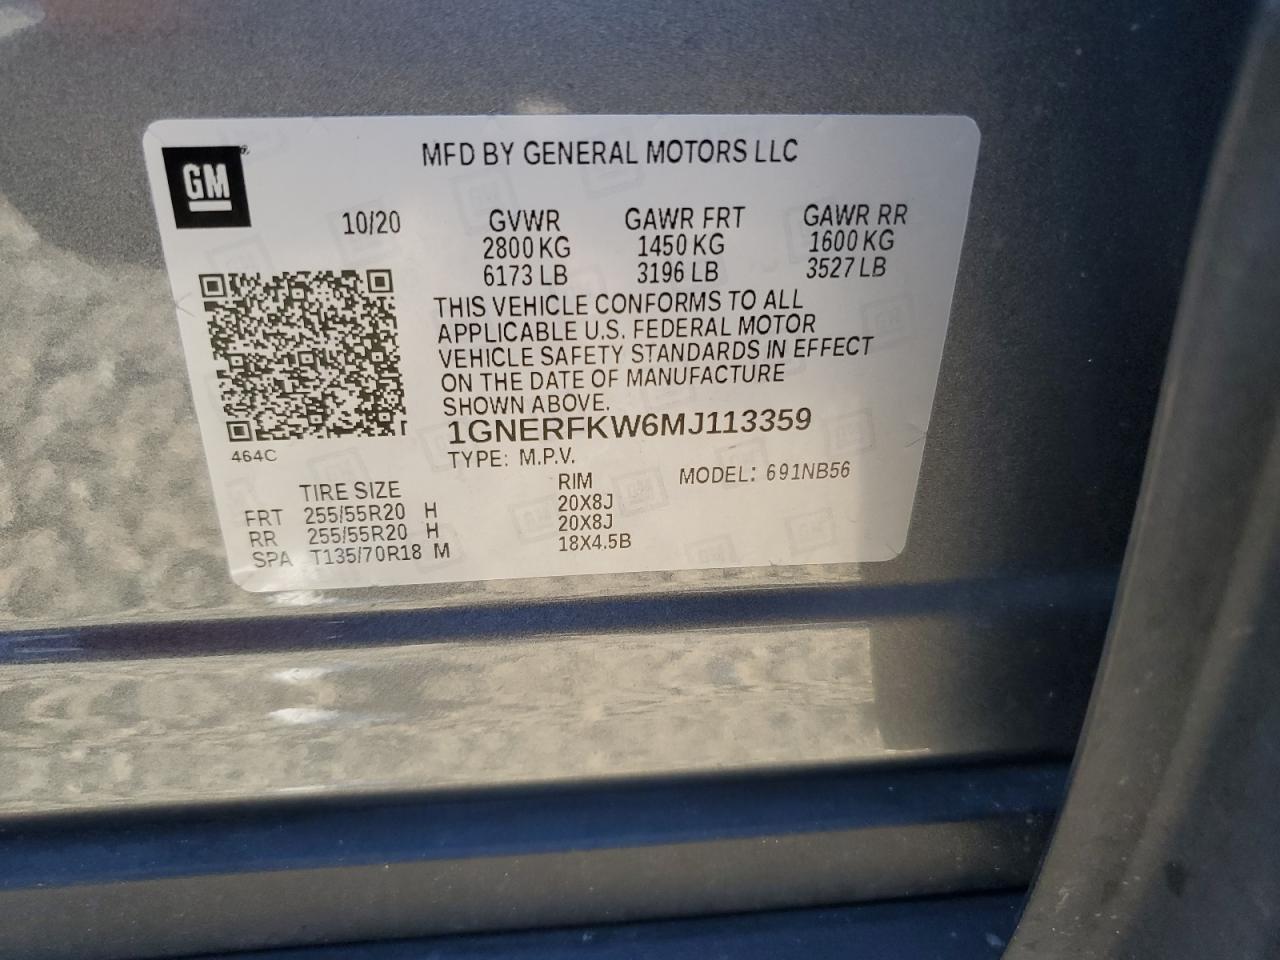 MFD BY GENERAL MOTORS LLC
GM
10/20 GVWR GAWR FRT GAWR RR
2800 KG 1450 KG 1600 KG
6173 LB 3196 LB 3527 LB
THIS VEHICLE CONFORMS TO ALL
APPLICABLE U.S. FEDERAL MOTOR
VEHICLE SAFETY STANDARDS IN EFFECT
ON THE DATE OF MANUFACTURE
SHOWN ABOVE.
1GNERFKW6MJ113359
464C
TYPE: M.P.V. MODEL: 691NB56
TIRE SIZE RIM
FRT 255/55R20 H 20X8J
RR 255/55R20 H 20X8J
SPA T135/70R18 M 18X4.5B